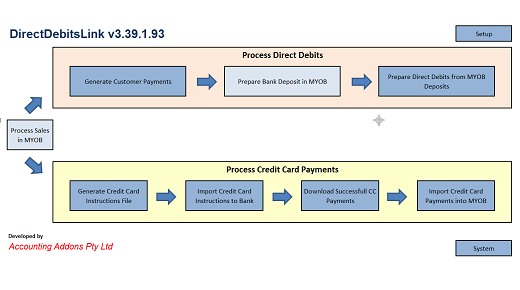 DirectDebitsLink v3.39.1.93
Setup
Process Direct Debits
Generate Customer Payments
Prepare Bank Deposit in MYOB
Prepare Direct Debits from MYOB
Deposits
Process Sales
in MYOB
Process Credit Card Payments
Generate Credit Card
Instructions File
Import Credit Card
Instructions to Bank
Download Successfull CC
Payments
Import Credit Card
Payments into MYOB
Developed by
Accounting Addons Pty Ltd
System